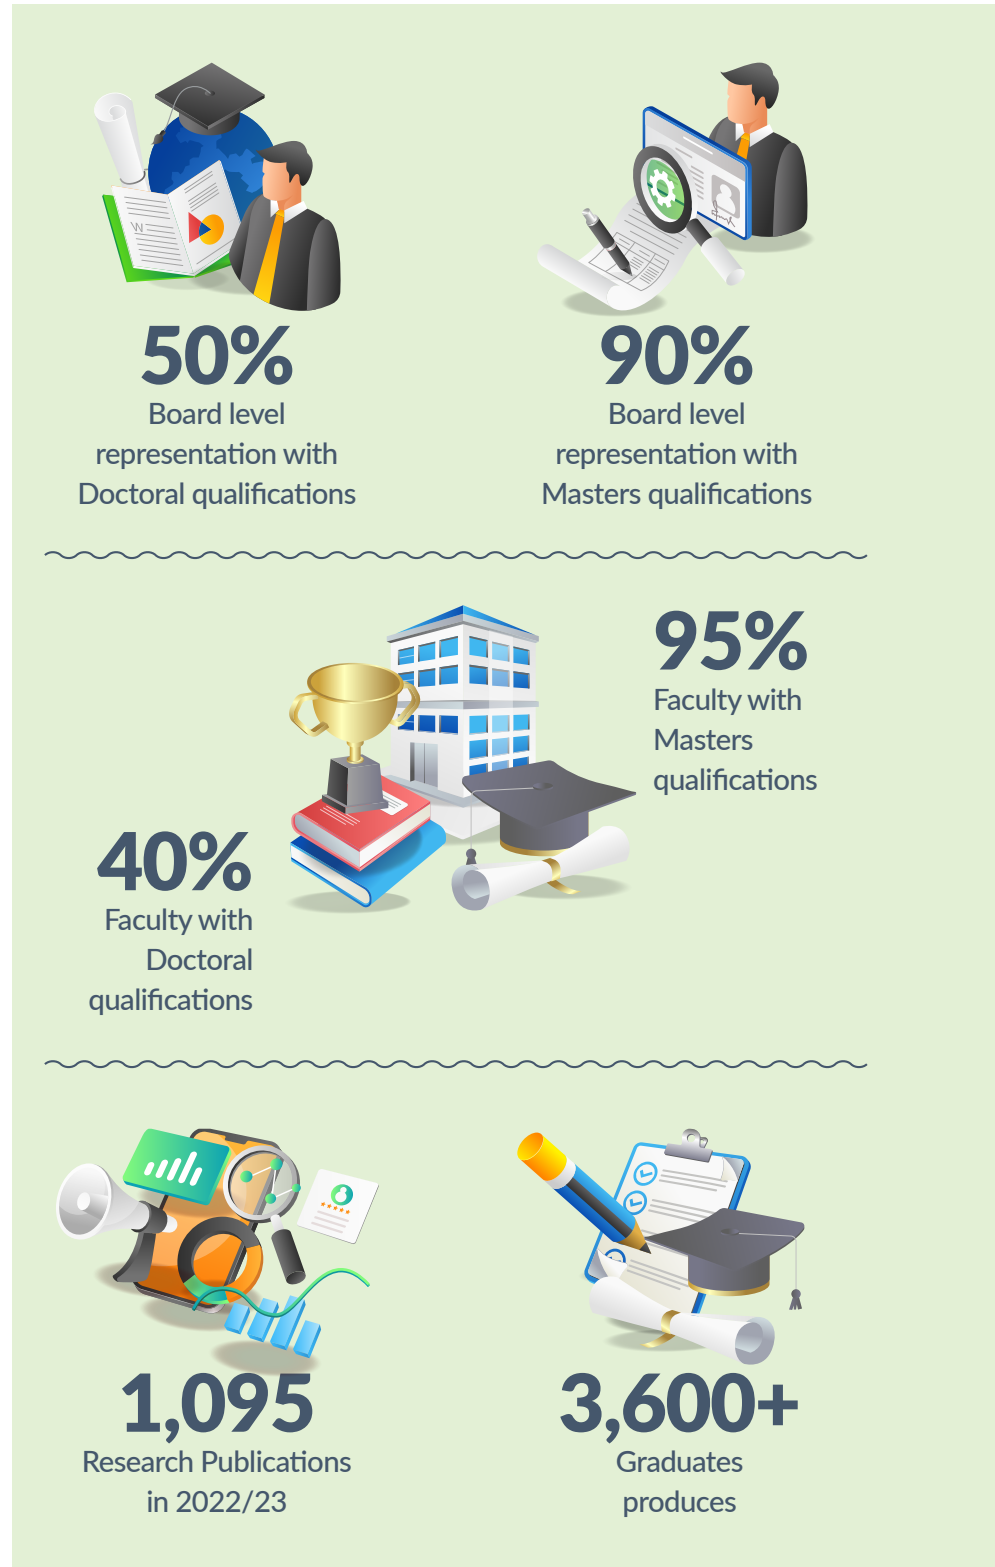 50%
Board level
representation with
Doctoral qualifications
90%
Board level
representation with
Masters qualifications
95%
Faculty with
Masters
qualifications
40%
Faculty with
Doctoral
qualifications
1,095
Research Publications
in 2022/23
3,600+
Graduates
produces
W